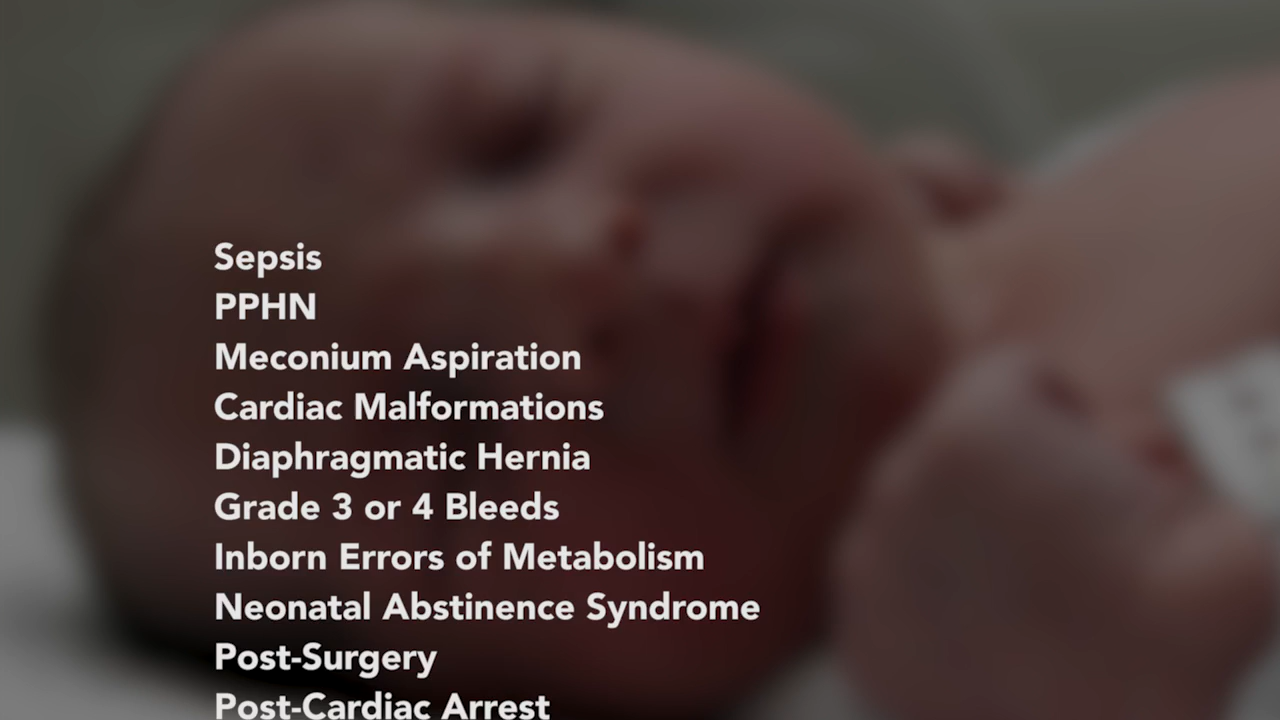 Sepsis
PPHN
Meconium Aspiration
Cardiac Malformations
Diaphragmatic Hernia
Grade 3 or 4 Bleeds
Inborn Errors of Metabolism
Neonatal Abstinence Syndrome
Post-Surgery
Post-Cardiac Arrest